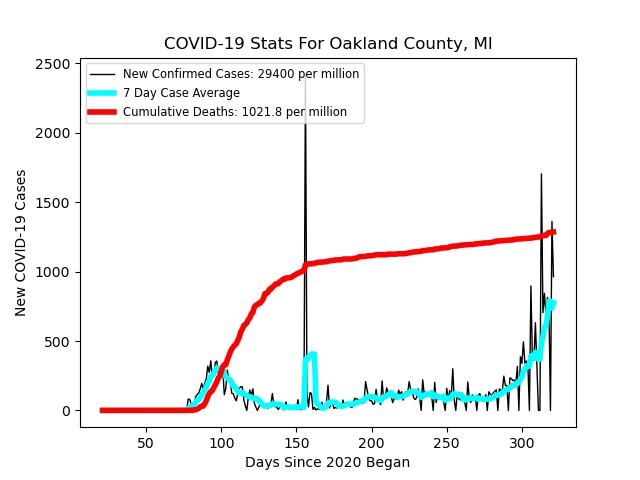 COVID-19 Stats For Oakland County, MI
New Confirmed Cases: 29400 per million
7 Day Case Average
Cumulative Deaths: 1021.8 per million
2500
2000
1500
1000
500
0
New COVID-19 Cases
50 100 150 200 250 300
Days Since 2020 Began